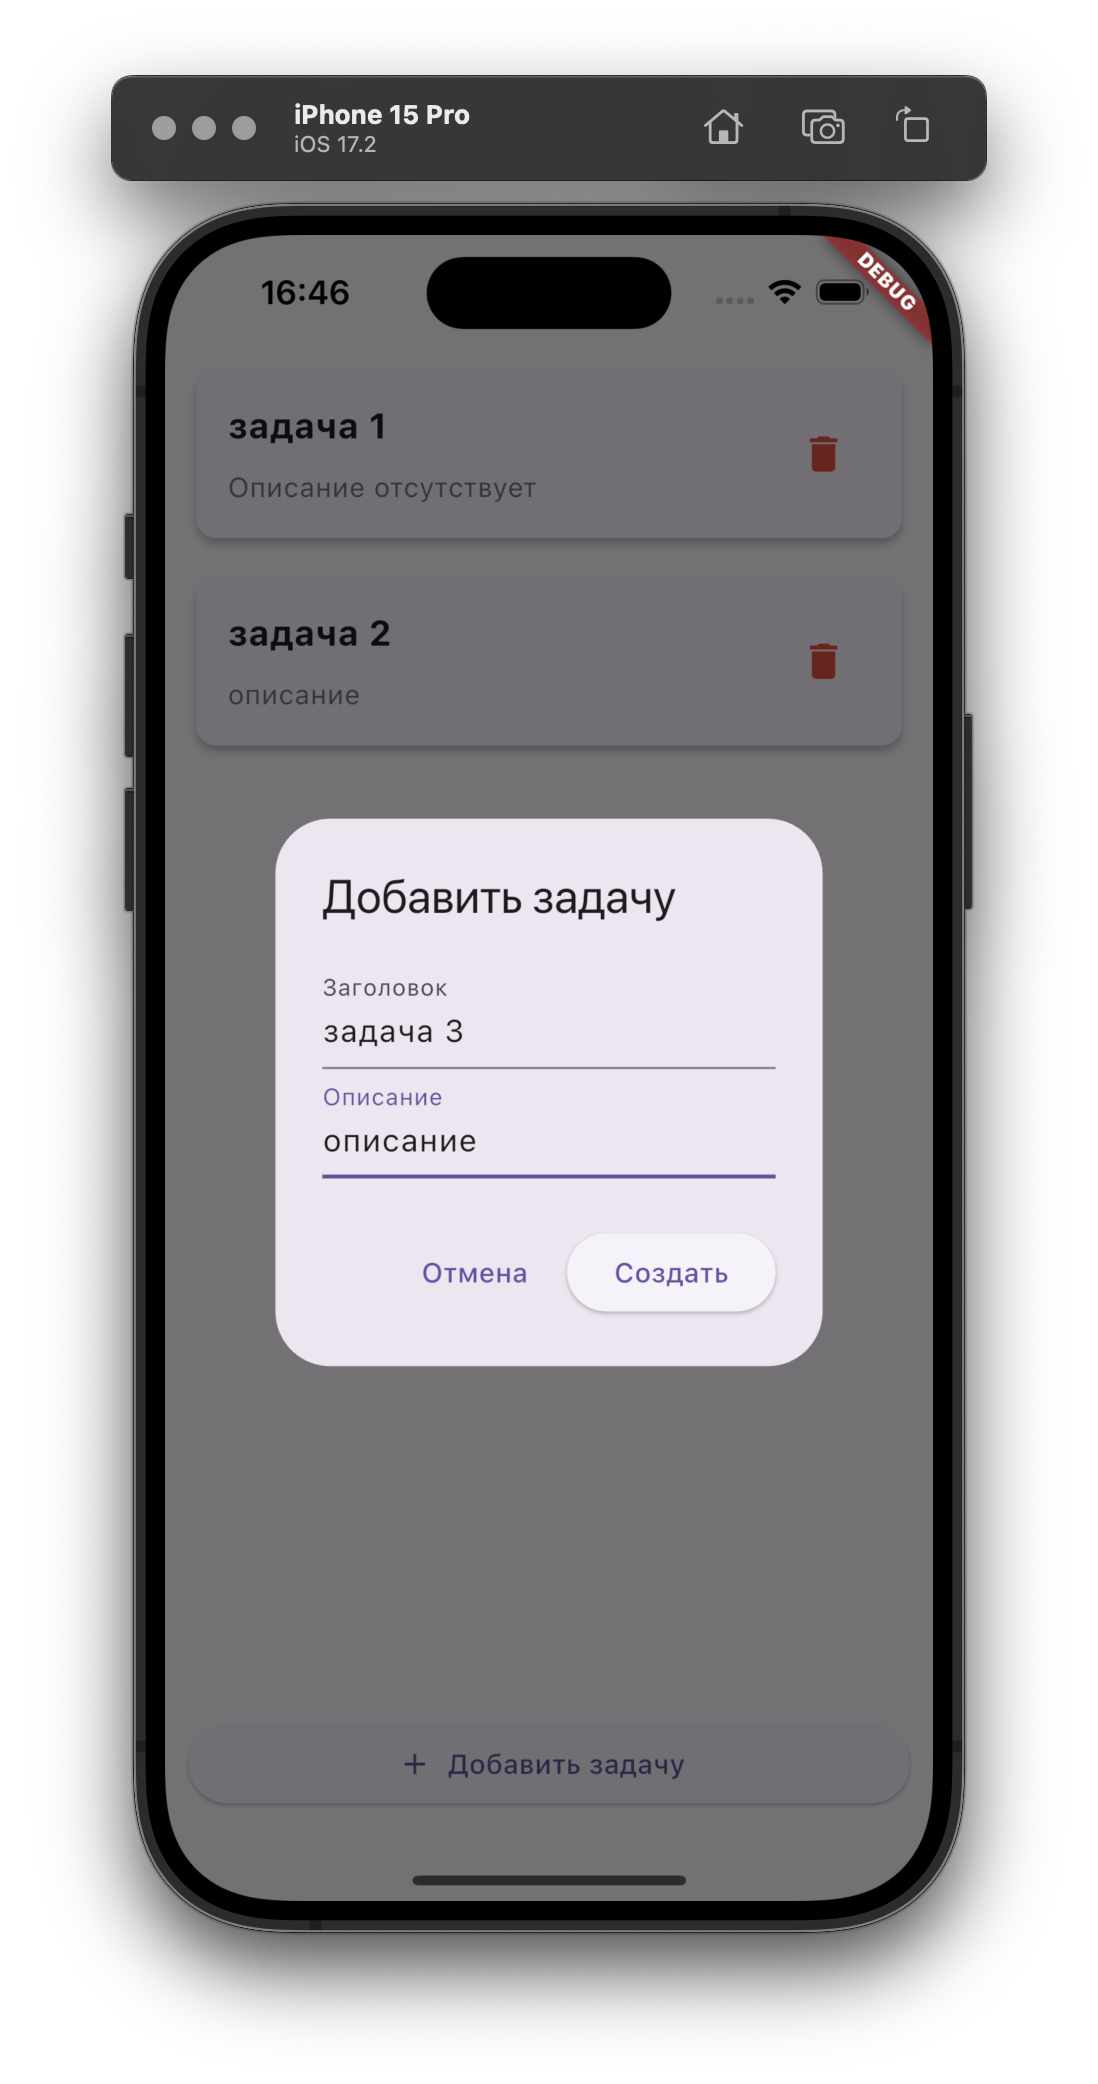 iPhone 15 Pro
iOS 17.2
16:46
DEBUG
задача 1
Описание отсутствует
задача 2
описание
Добавить задачу
Заголовок
задача 3
Описание
описание
Отмена Создать
+ Добавить задачу